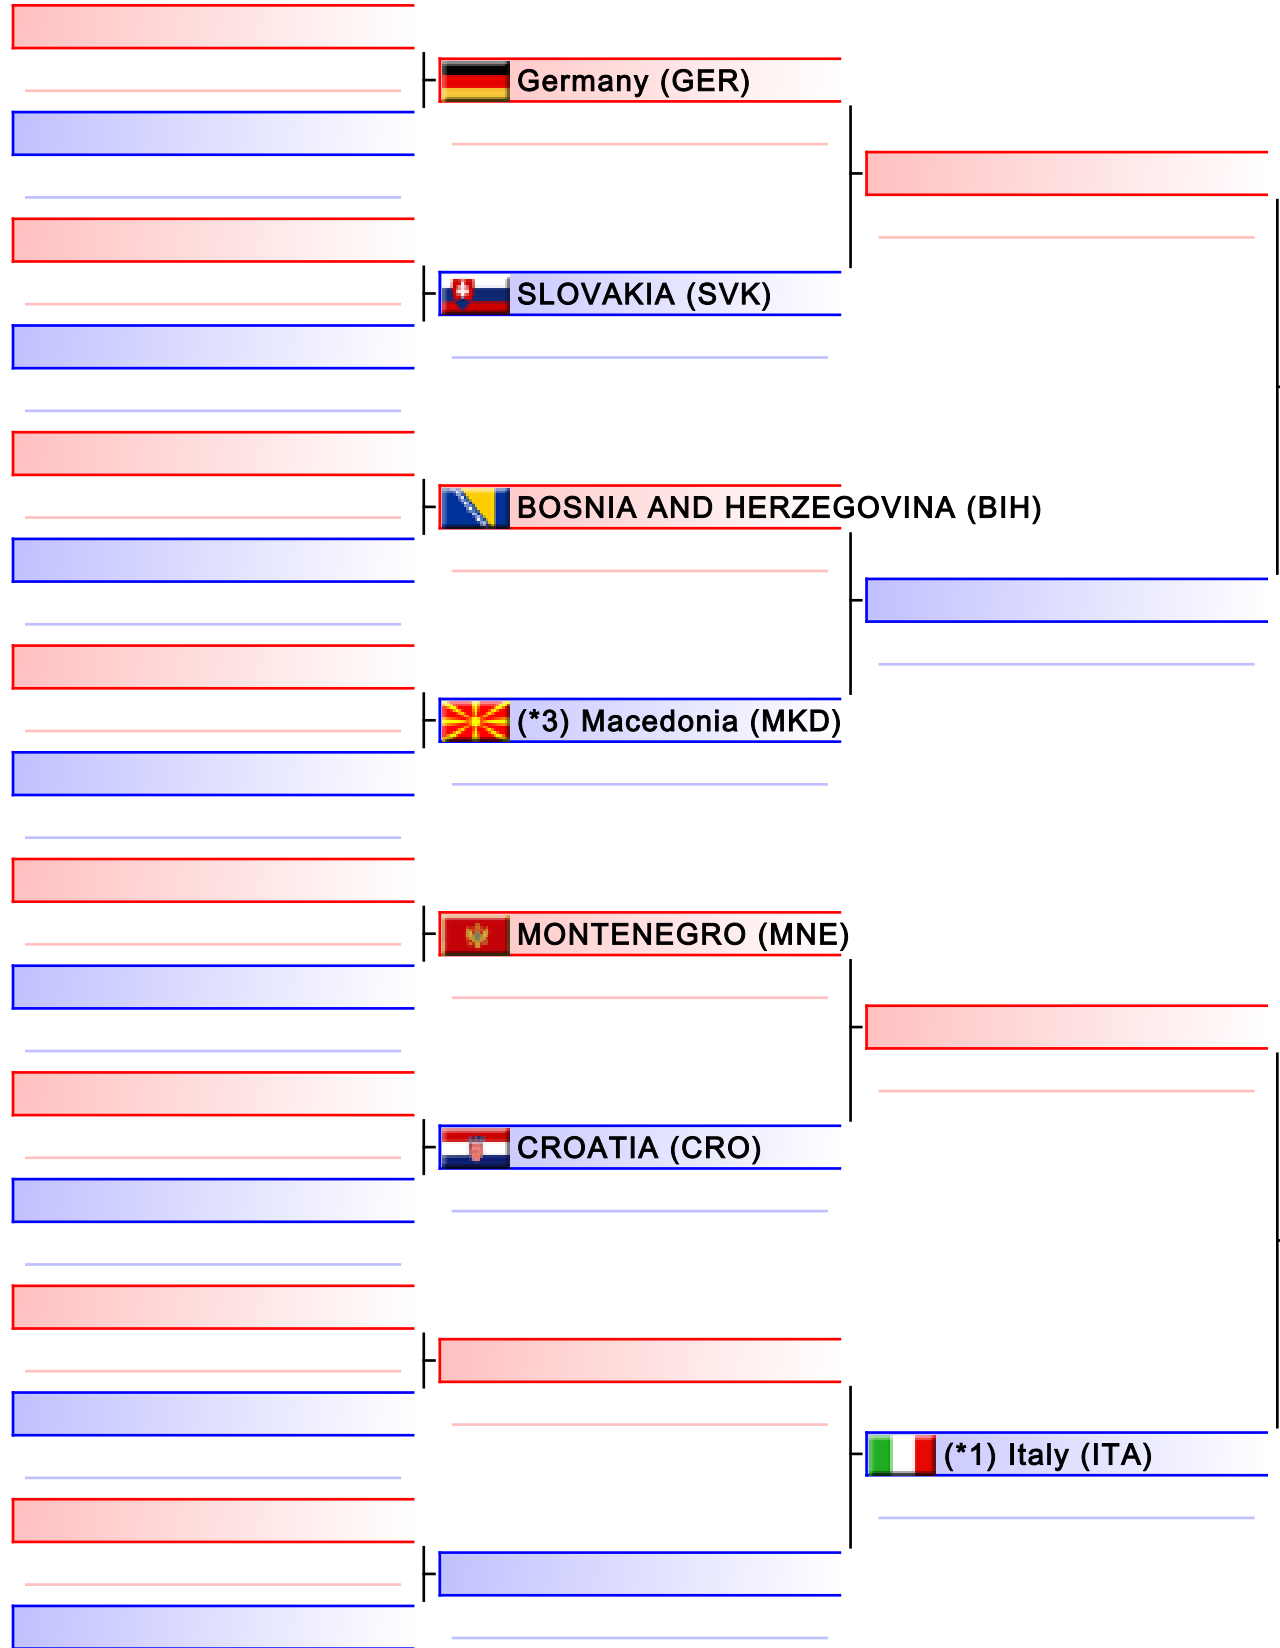 Germany (GER)
SLOVAKIA (SVK)
BOSNIA AND HERZEGOVINA (BIH)
(*3) Macedonia (MKD)
MONTENEGRO (MNE)
CROATIA (CRO)
(*1) Italy (ITA)